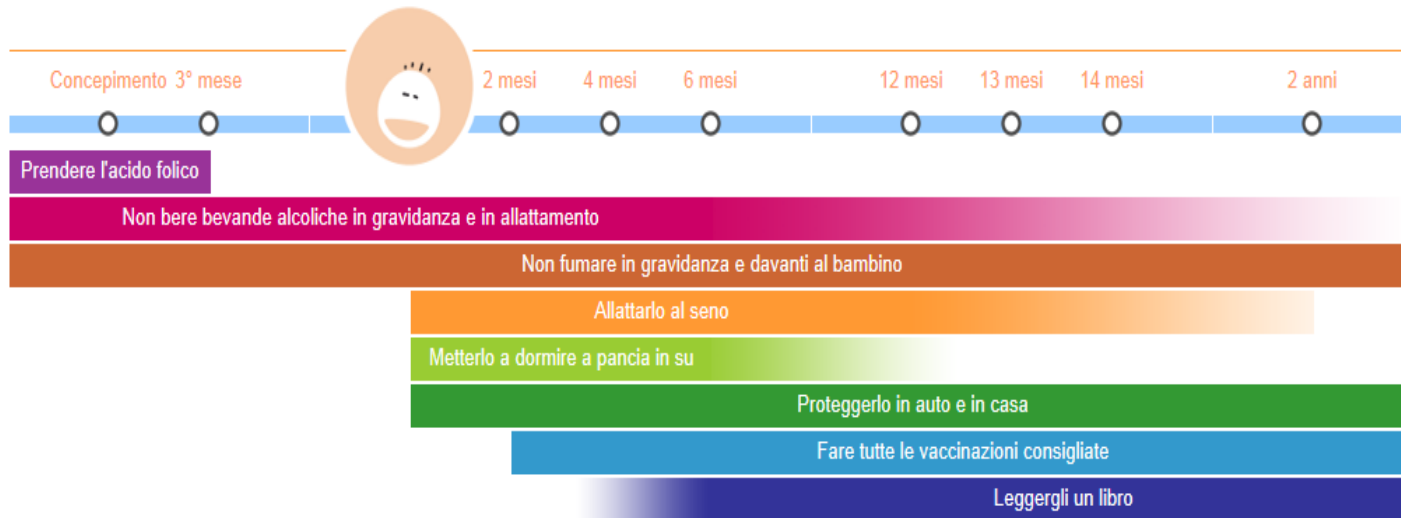 Concepimento 3° mese 2 mesi 4 mesi 6 mesi 12 mesi 13 mesi 14 mesi 2 anni
Prendere l'acido folico
Non bere bevande alcoliche in gravidanza e in allattamento
Non fumare in gravidanza e davanti al bambino
Allattarlo al seno
Metterlo a dormire a pancia in su
Proteggerlo in auto e in casa
Fare tutte le vaccinazioni consigliate
Leggergli un libro